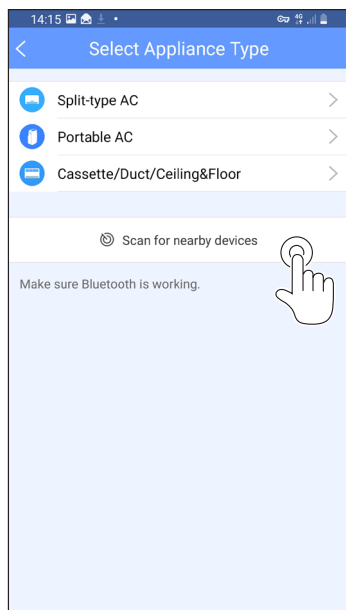 14:15
4G
Select Appliance Type
Split-type AC
Portable AC
Cassette/Duct/Ceiling&Floor
Scan for nearby devices
Make sure Bluetooth is working.